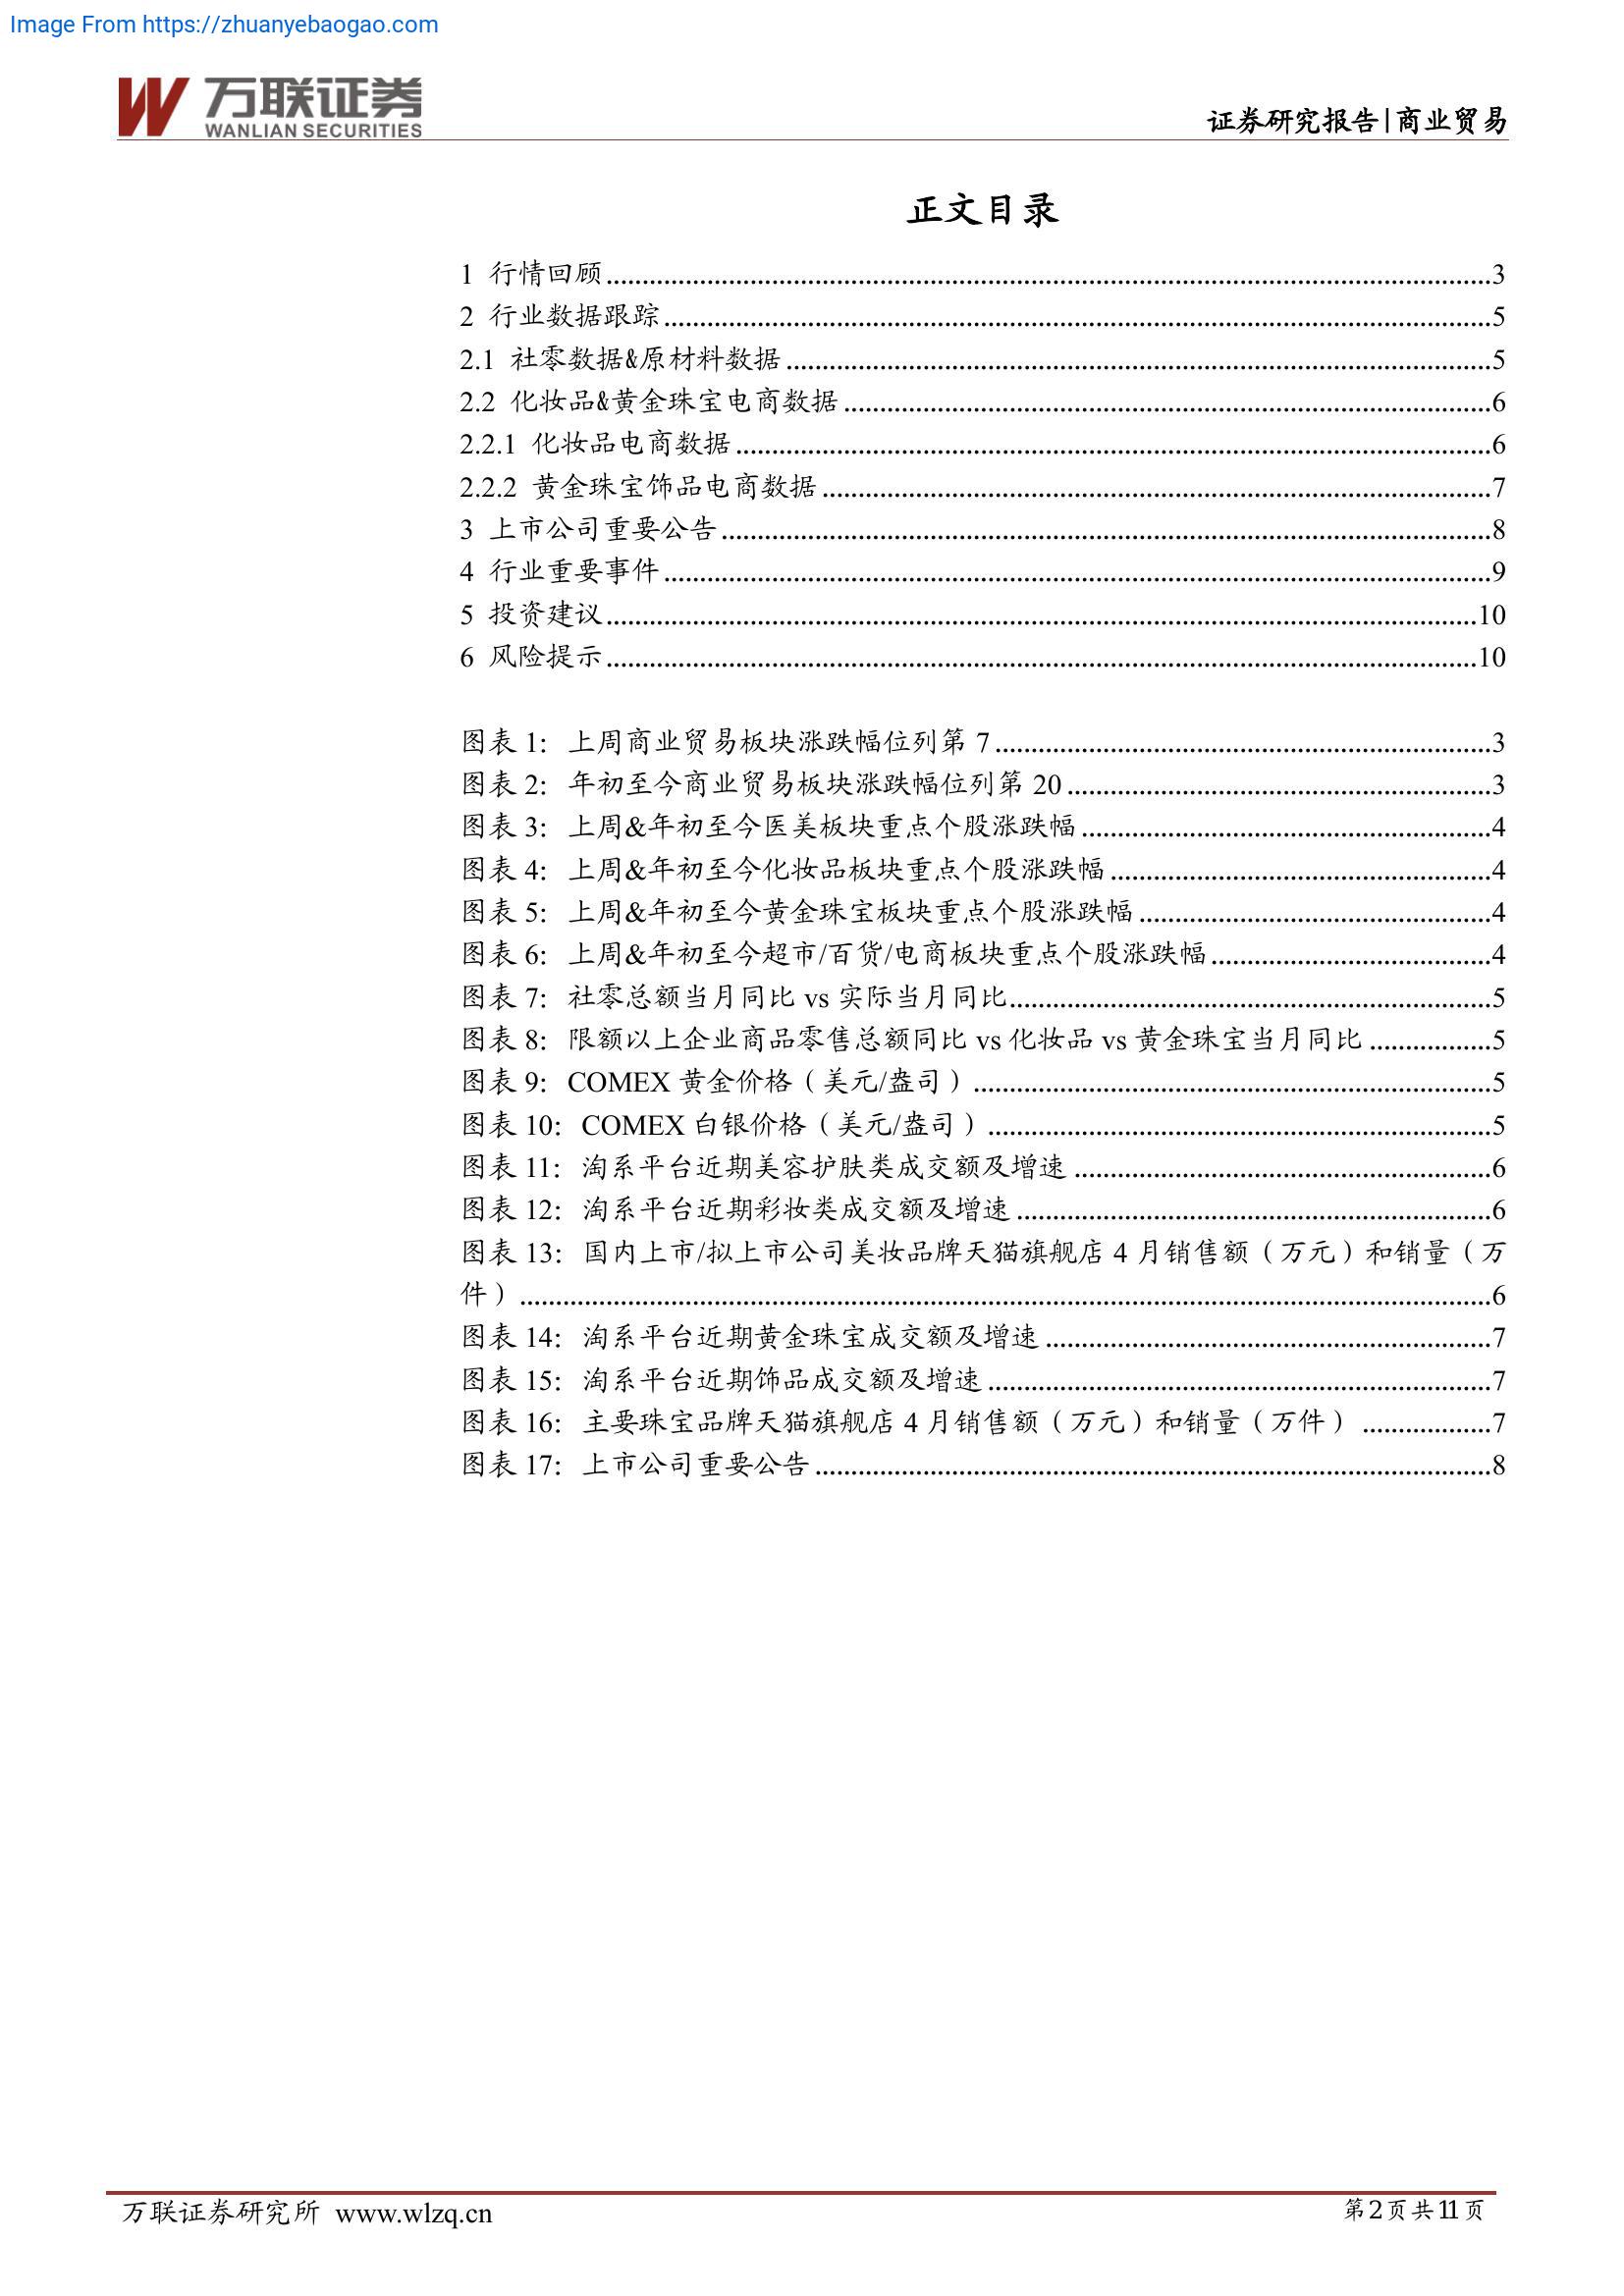 Image From https://zhuanyebaogao.com
万联证券
WANLIAN SECURITIES
证券研究报告|商业贸易
正文目录
1 行情回顾....................3
2 行业数据跟踪....................5
2.1 社零数据&原材料数据....................5
2.2 化妆品&黄金珠宝电商数据....................6
2.2.1 化妆品电商数据....................6
2.2.2 黄金珠宝饰品电商数据....................7
3 上市公司重要公告....................8
4 行业重要事件....................9
5 投资建议....................10
6 风险提示....................10
图表 1：上周商业贸易板块涨跌幅位列第 7....................3
图表 2：年初至今商业贸易板块涨跌幅位列第 20....................3
图表 3：上周&年初至今医美板块重点个股涨跌幅....................4
图表 4：上周&年初至今化妆品板块重点个股涨跌幅....................4
图表 5：上周&年初至今黄金珠宝板块重点个股涨跌幅....................4
图表 6：上周&年初至今超市/百货/电商板块重点个股涨跌幅....................4
图表 7：社零总额当月同比 vs 实际当月同比....................5
图表 8：限额以上企业商品零售总额同比 vs 化妆品 vs 黄金珠宝当月同比....................5
图表 9：COMEX 黄金价格（美元/盎司）....................5
图表 10：COMEX 白银价格（美元/盎司）....................5
图表 11：淘系平台近期美容护肤类成交额及增速....................6
图表 12：淘系平台近期彩妆类成交额及增速....................6
图表 13：国内上市/拟上市公司美妆品牌天猫旗舰店 4 月销售额（万元）和销量（万
件）....................6
图表 14：淘系平台近期黄金珠宝成交额及增速....................7
图表 15：淘系平台近期饰品成交额及增速....................7
图表 16：主要珠宝品牌天猫旗舰店 4 月销售额（万元）和销量（万件）....................7
图表 17：上市公司重要公告....................8
万联证券研究所 www.wlzq.cn
第2页共11页